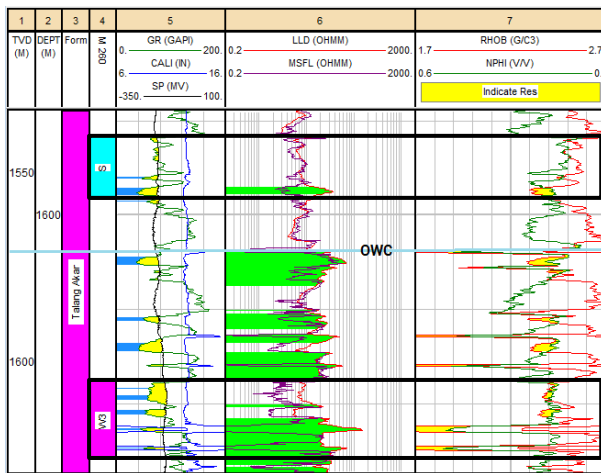 1 2 3 4 5 6 7
TVD (M)
DEPT (M)
Form
M 260
0. GR (GAPI) 200.
6. CALI (IN) 16.
-350. SP (MV) 100.
0.2 LLD (OHMM) 2000.
0.2 MSFL (OHMM) 2000.
1.7 RHOB (G/C3) 2.7
0.6 NPHI (V/V) 0.
Indicate Res
1550
S
1600
OWC
Talang Akar
1600
W3